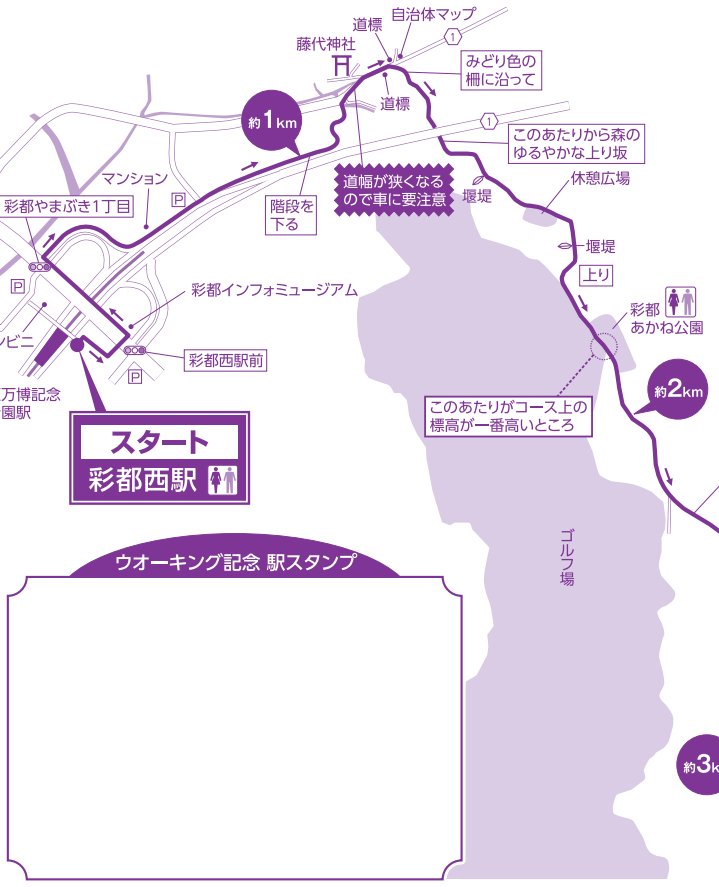 自治体マップ
道標
1
藤代神社
みどり色の
柵に沿って
道標
約1km
1
このあたりから森の
ゆるやかな上り坂
マンション
道幅が狭くなる
ので車に要注意
休憩広場
堰堤
P
彩都やまぶき1丁目
階段を
下る
堰堤
上り
P
彩都インフォミュージアム
彩都
あかね公園
ンビニ
彩都西駅前
P
約2km
万博記念
園駅
このあたりがコース上の
標高が一番高いところ
スタート
彩都西駅
ゴルフ場
ウオーキング記念 駅スタンプ
約3k